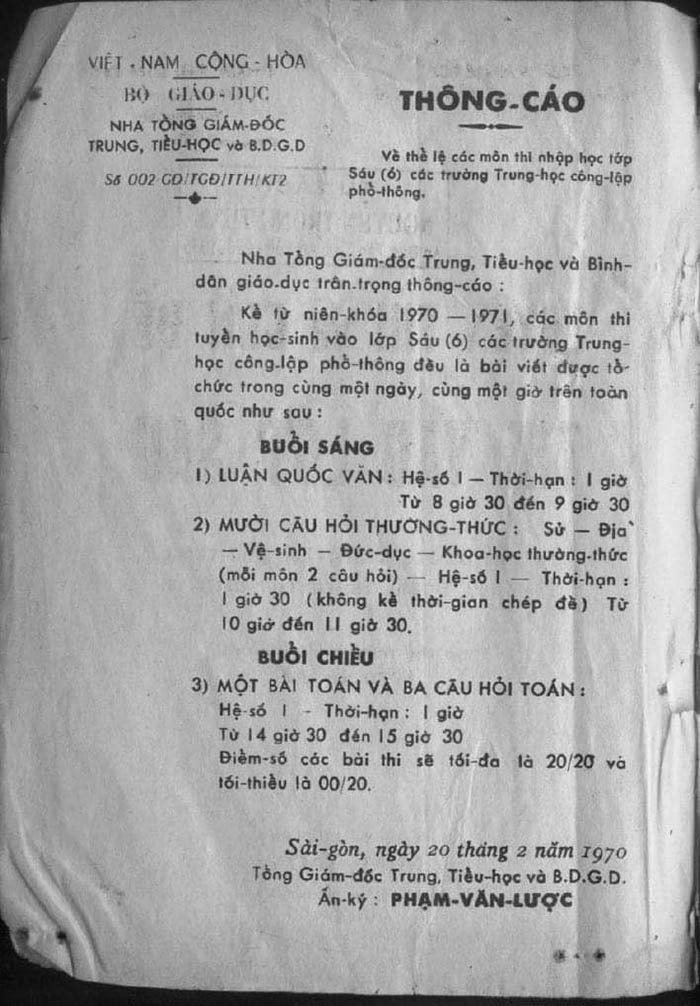 VIỆT - NAM CỘNG - HÒA
BỘ GIÁO - DỤC
NHA TỔNG GIÁM-ĐỐC
TRUNG, TIỂU-HỌC và B.D.G.D
Số 002 GD/TGĐ/TTH/KT2
THÔNG-CÁO
Về thể lệ các môn thi nhập học lớp
Sáu (6) các trường Trung-học công-lập
phổ-thông.
Nha Tổng Giám-đốc Trung, Tiểu-học và Bình-
dân giáo-dục trân-trọng thông-cáo :
Kể từ niên-khóa 1970 — 1971, các môn thi
tuyển học-sinh vào lớp Sáu (6) các trường Trung-
học công-lập phổ-thông đều là bài viết được tổ-
chức trong cùng một ngày, cùng một giờ trên toàn
quốc như sau :
BUỔI SÁNG
1) LUẬN QUỐC VĂN : Hệ-số 1 — Thời-hạn : 1 giờ
Từ 8 giờ 30 đến 9 giờ 30
2) MƯỜI CÂU HỎI THƯỜNG-THỨC : Sử — Địa
— Vệ-sinh — Đức-dục — Khoa-học thường-thức
(mỗi môn 2 câu hỏi) — Hệ-số 1 — Thời-hạn :
1 giờ 30 (không kể thời-gian chép đề) Từ
10 giờ đến 11 giờ 30.
BUỔI CHIỀU
3) MỘT BÀI TOÁN VÀ BA CÂU HỎI TOÁN :
Hệ-số 1 - Thời-hạn : 1 giờ
Từ 14 giờ 30 đến 15 giờ 30
Điểm-số các bài thi sẽ tối-đa là 20/20 và
tối-thiểu là 00/20.
Sài-gòn, ngày 20 tháng 2 năm 1970
Tổng Giám-đốc Trung, Tiểu-học và B.D.G.D.
Ấn-ký : PHẠM-VĂN-LƯỢC